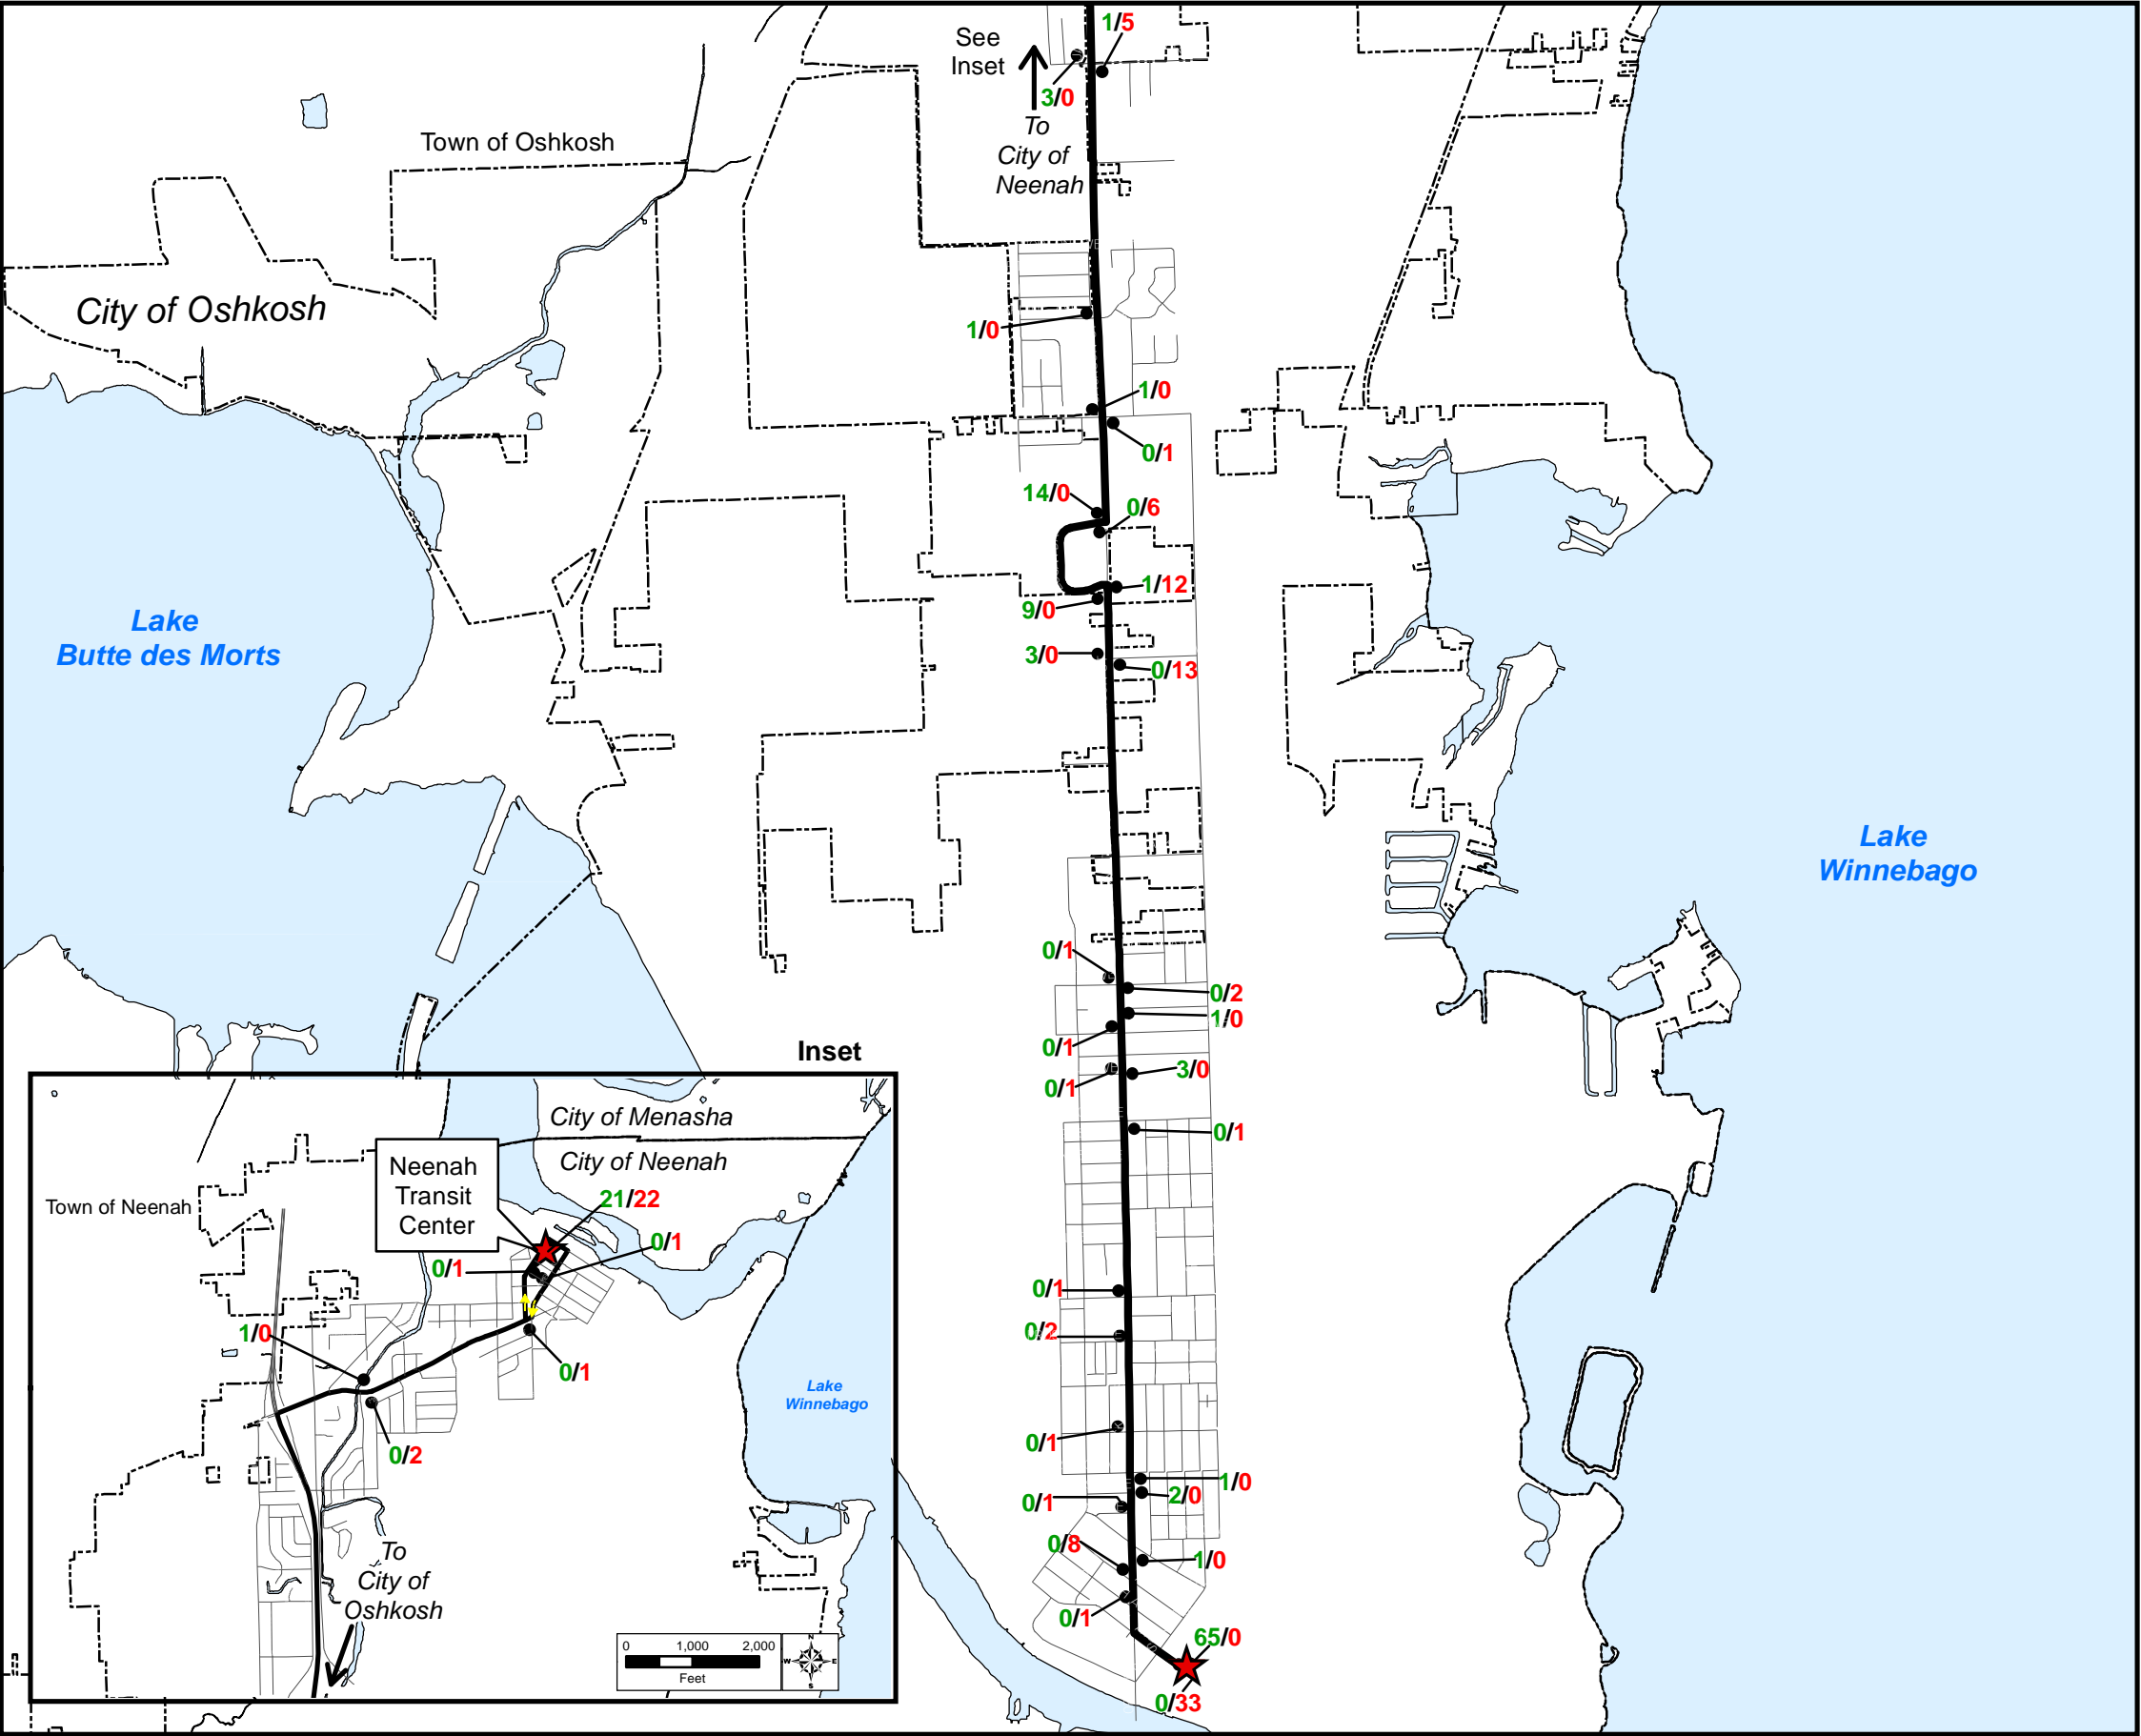 1/5
See
Inset
3/0
To
City of
Neenah
Town of Oshkosh
City of Oshkosh
1/0
1/0
0/1
14/0
0/6
1/12
9/0
3/0
0/13
Lake
Butte des Morts
Lake
Winnebago
0/1
0/2
1/0
0/1
3/0
0/1
0/1
0/1
0/2
0/1
1/0
2/0
0/1
0/8
1/0
0/1
65/0
0/33
Inset
City of Menasha
City of Neenah
Neenah
Transit
Center
Town of Neenah
21/22
0/1
0/1
1/0
0/1
0/2
Lake
Winnebago
To
City of
Oshkosh
0 1,000 2,000
Feet
N
W E
S